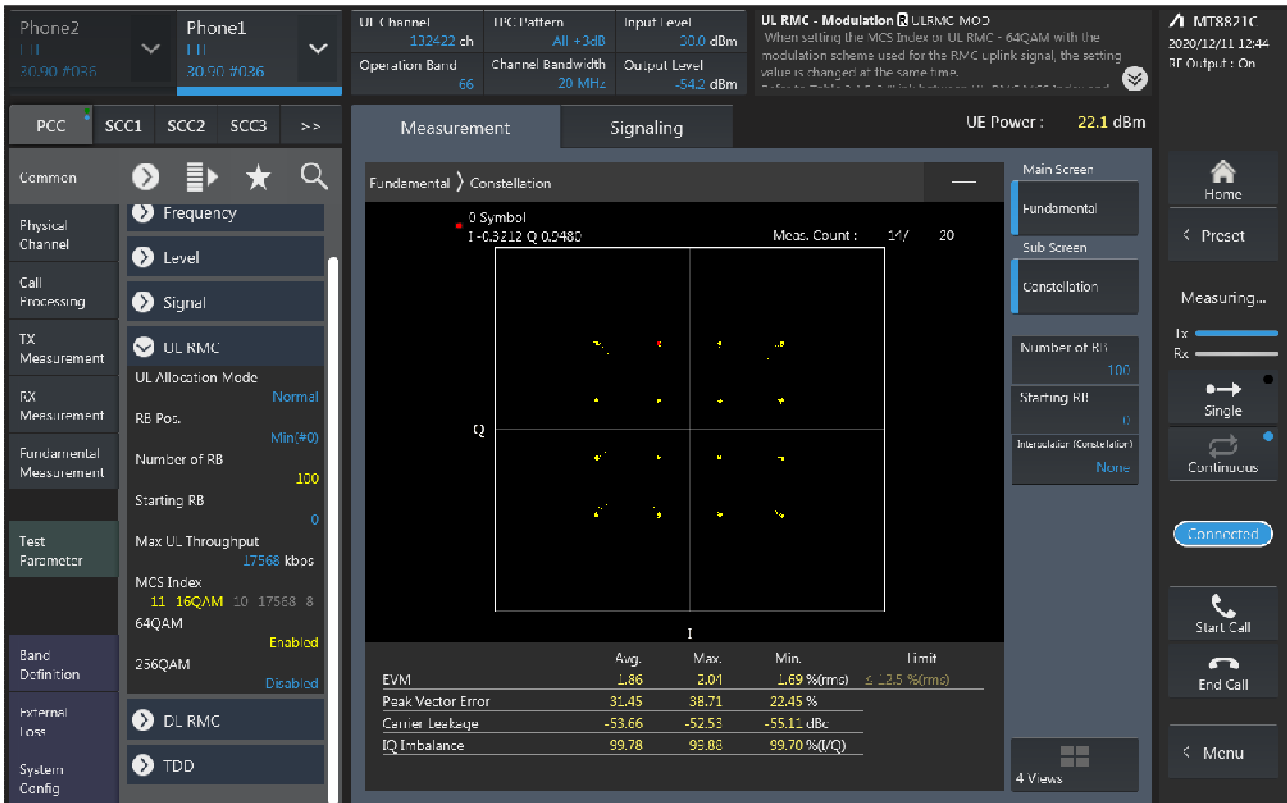 Phone2
LTE
30.90 #036
Phone1
LTE
30.90 #036
UL Channel
132422 ch
TPC Pattern
All +3dB
Input Level
30.0 dBm
Operation Band
66
Channel Bandwidth
20 MHz
Output Level
-54.2 dBm
UL RMC - Modulation R ULRMC_MOD
When setting the MCS Index or UL RMC - 64QAM with the
modulation scheme used for the RMC uplink signal, the setting
value is changed at the same time.
MT8821C
2020/12/11 12:44
RF Output : On
PCC SCC1 SCC2 SCC3 >>
Measurement
Signaling
UE Power : 22.1 dBm
Common
Physical
Channel
Call
Processing
TX
Measurement
RX
Measurement
Fundamental
Measurement
Test
Parameter
Band
Definition
External
Loss
System
Config
Frequency
Level
Signal
UL RMC
UL Allocation Mode
Normal
RB Pos.
Min(#0)
Number of RB
100
Starting RB
0
Max UL Throughput
17568 kbps
MCS Index
11 16QAM 10 17568 8
64QAM
Enabled
256QAM
Disabled
DL RMC
TDD
Fundamental > Constellation
0 Symbol
I -0.3212 Q 0.9480
Meas. Count : 14/ 20
Q
I
Avg. Max. Min. Limit
EVM 1.86 2.04 1.69 %(rms) ≤ 12.5 %(rms)
Peak Vector Error 31.45 38.71 22.45 %
Carrier Leakage -53.66 -52.53 -55.11 dBc
IQ Imbalance 99.78 99.88 99.70 %(I/Q)
Main Screen
Fundamental
Sub Screen
Constellation
Number of RB
100
Starting RB
0
Interpolation (Constellation)
None
4 Views
Home
< Preset
Measuring...
Tx
Rx
Single
Continuous
Connected
Start Call
End Call
< Menu